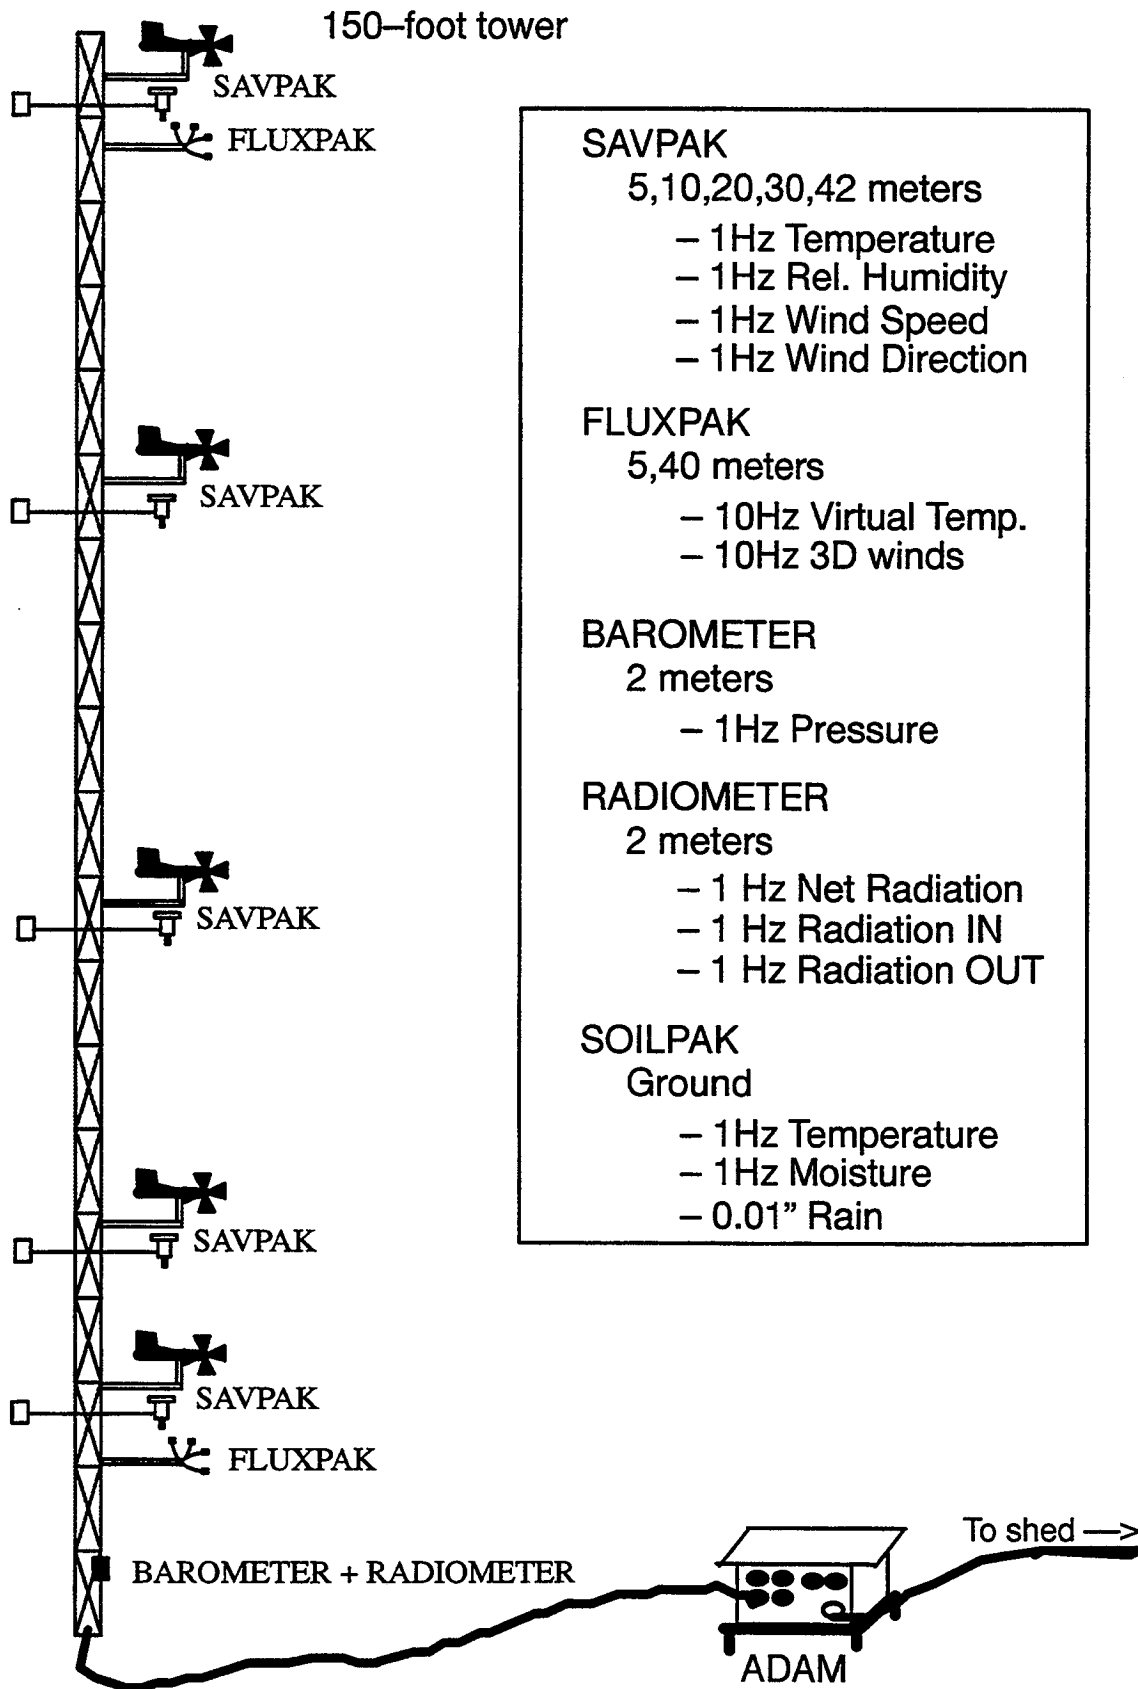 150–foot tower
SAVPAK
FLUXPAK
SAVPAK
SAVPAK
SAVPAK
SAVPAK
FLUXPAK
BAROMETER + RADIOMETER
SAVPAK
5,10,20,30,42 meters
– 1Hz Temperature
– 1Hz Rel. Humidity
– 1Hz Wind Speed
– 1Hz Wind Direction
FLUXPAK
5,40 meters
– 10Hz Virtual Temp.
– 10Hz 3D winds
BAROMETER
2 meters
– 1Hz Pressure
RADIOMETER
2 meters
– 1 Hz Net Radiation
– 1 Hz Radiation IN
– 1 Hz Radiation OUT
SOILPAK
Ground
– 1Hz Temperature
– 1Hz Moisture
– 0.01” Rain
To shed —>
ADAM